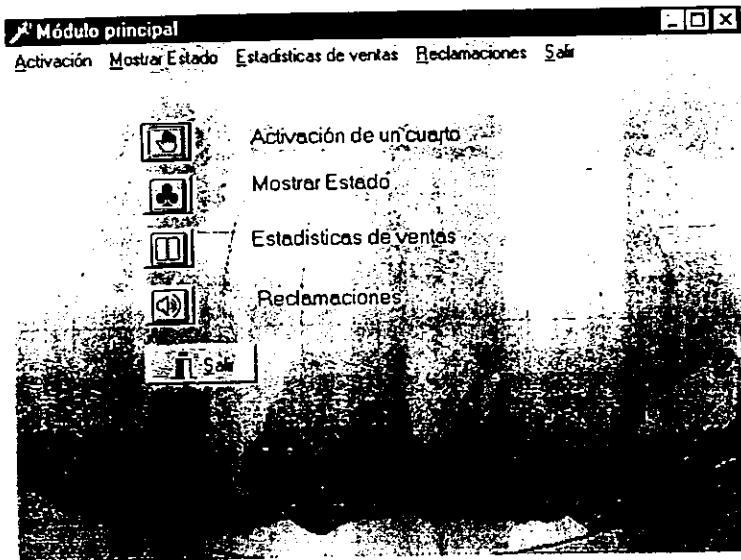 Módulo principal
Activación Mostrar Estado Estadisticas de ventas Reclamaciones Salir
Activación de un cuarto
Mostrar Estado
Estadisticas de ventas
Reclamaciones
Salir